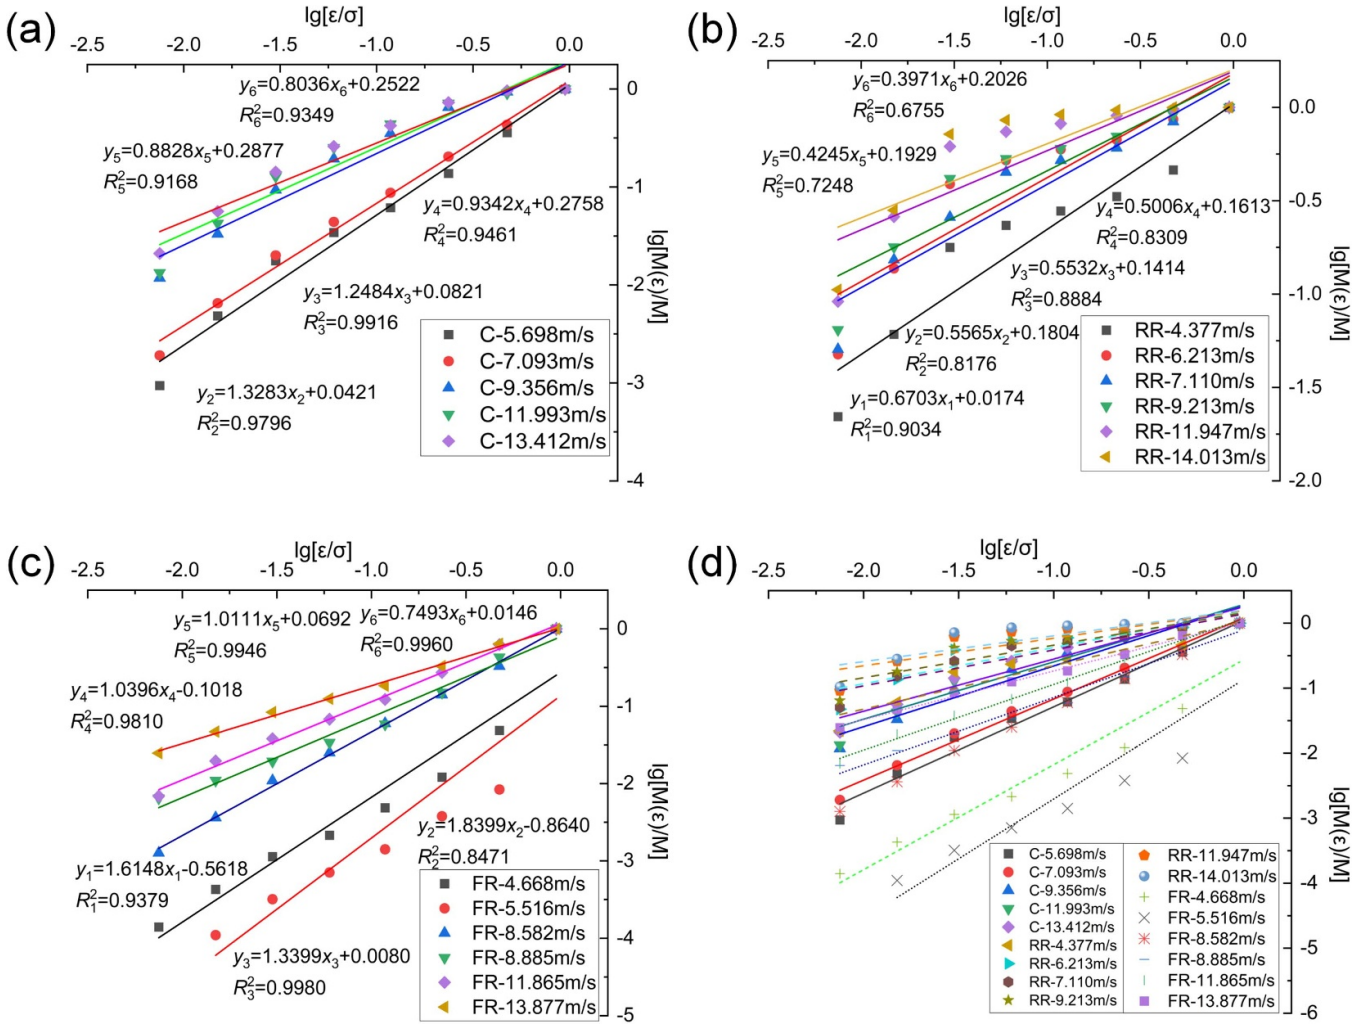 (a)
lg[ε/σ]
-2.5 -2.0 -1.5 -1.0 -0.5 0.0
y6=0.8036x6+0.2522
R²6=0.9349
y5=0.8828x5+0.2877
R²5=0.9168
y4=0.9342x4+0.2758
R²4=0.9461
y3=1.2484x3+0.0821
R²3=0.9916
y2=1.3283x2+0.0421
R²2=0.9796
C-5.698m/s
C-7.093m/s
C-9.356m/s
C-11.993m/s
C-13.412m/s
0
-1
-2
-3
-4
lg[M(ε)/M]
(b)
lg[ε/σ]
-2.5 -2.0 -1.5 -1.0 -0.5 0.0
y6=0.3971x6+0.2026
R²6=0.6755
y5=0.4245x5+0.1929
R²5=0.7248
y4=0.5006x4+0.1613
R²4=0.8309
y3=0.5532x3+0.1414
R²3=0.8884
y2=0.5565x2+0.1804
R²2=0.8176
y1=0.6703x1+0.0174
R²1=0.9034
RR-4.377m/s
RR-6.213m/s
RR-7.110m/s
RR-9.213m/s
RR-11.947m/s
RR-14.013m/s
0.0
-0.5
-1.0
-1.5
-2.0
lg[M(ε)/M]
(c)
lg[ε/σ]
-2.5 -2.0 -1.5 -1.0 -0.5 0.0
y5=1.0111x5+0.0692
R²5=0.9946
y6=0.7493x6+0.0146
R²6=0.9960
y4=1.0396x4-0.1018
R²4=0.9810
y2=1.8399x2-0.8640
R²2=0.8471
y1=1.6148x1-0.5618
R²1=0.9379
y3=1.3399x3+0.0080
R²3=0.9980
FR-4.668m/s
FR-5.516m/s
FR-8.582m/s
FR-8.885m/s
FR-11.865m/s
FR-13.877m/s
0
-1
-2
-3
-4
-5
lg[M(ε)/M]
(d)
lg[ε/σ]
-2.5 -2.0 -1.5 -1.0 -0.5 0.0
C-5.698m/s
C-7.093m/s
C-9.356m/s
C-11.993m/s
C-13.412m/s
RR-4.377m/s
RR-6.213m/s
RR-7.110m/s
RR-9.213m/s
RR-11.947m/s
RR-14.013m/s
FR-4.668m/s
FR-5.516m/s
FR-8.582m/s
FR-8.885m/s
FR-11.865m/s
FR-13.877m/s
0
-1
-2
-3
-4
-5
-6
lg[M(ε)/M]